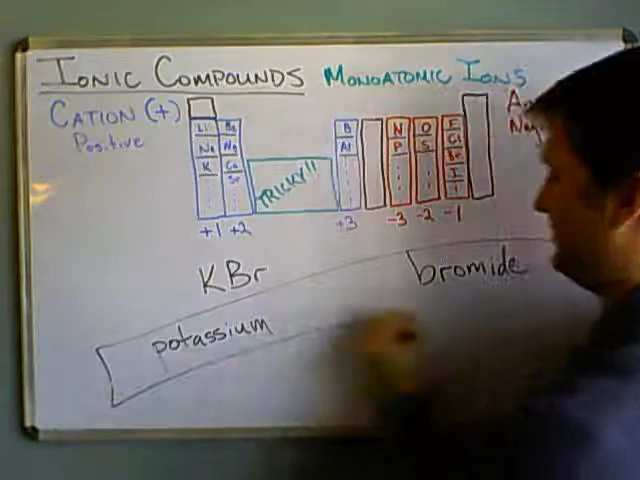 IONIC COMPOUNDS MONOATOMIC IONS
CATION (+)
Positive
Li Be B N O F
Na Mg Al P S Cl
K Ca Br
Sr I
TRICKY!!
+1 +2 +3 -3 -2 -1
KBr bromide
potassium